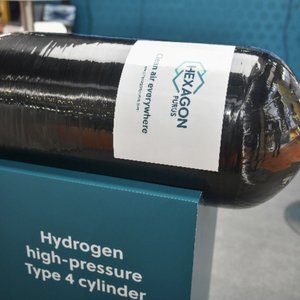 HEXAGON
PURUS
Clean air everywhere
Hydrogen
high-pressure
Type 4 cylinder